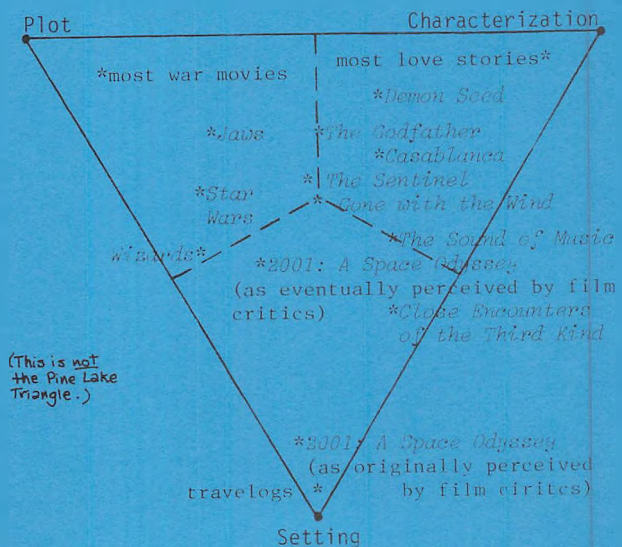 Plot Characterization
*most war movies
most love stories*
*Demon Seed
*Jaws
*The Godfather
*Casablanca
*The Sentinel
*Star
Wars
* Gone with the Wind
*The Sound of Music
Wizards*
*2001: A Space Odyssey
(as eventually perceived by film
critics)
*Close Encounters
of the Third Kind
(This is not
the Pine Lake
Triangle.)
*2001: A Space Odyssey
(as originally perceived
by film ciritcs)
travelogs *
Setting